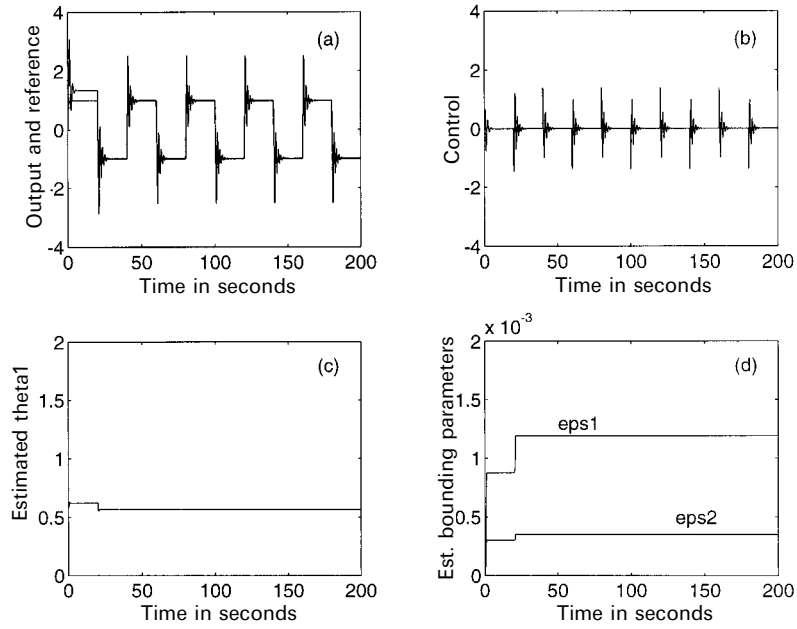 4
2
0
-2
-4
Output and reference
(a)
0 50 100 150 200
Time in seconds
4
2
0
-2
-4
Control
(b)
0 50 100 150 200
Time in seconds
2
1.5
1
0.5
0
Estimated theta1
(c)
0 50 100 150 200
Time in seconds
x 10-3
2
1.5
1
0.5
0
Est. bounding parameters
(d)
eps1
eps2
0 50 100 150 200
Time in seconds